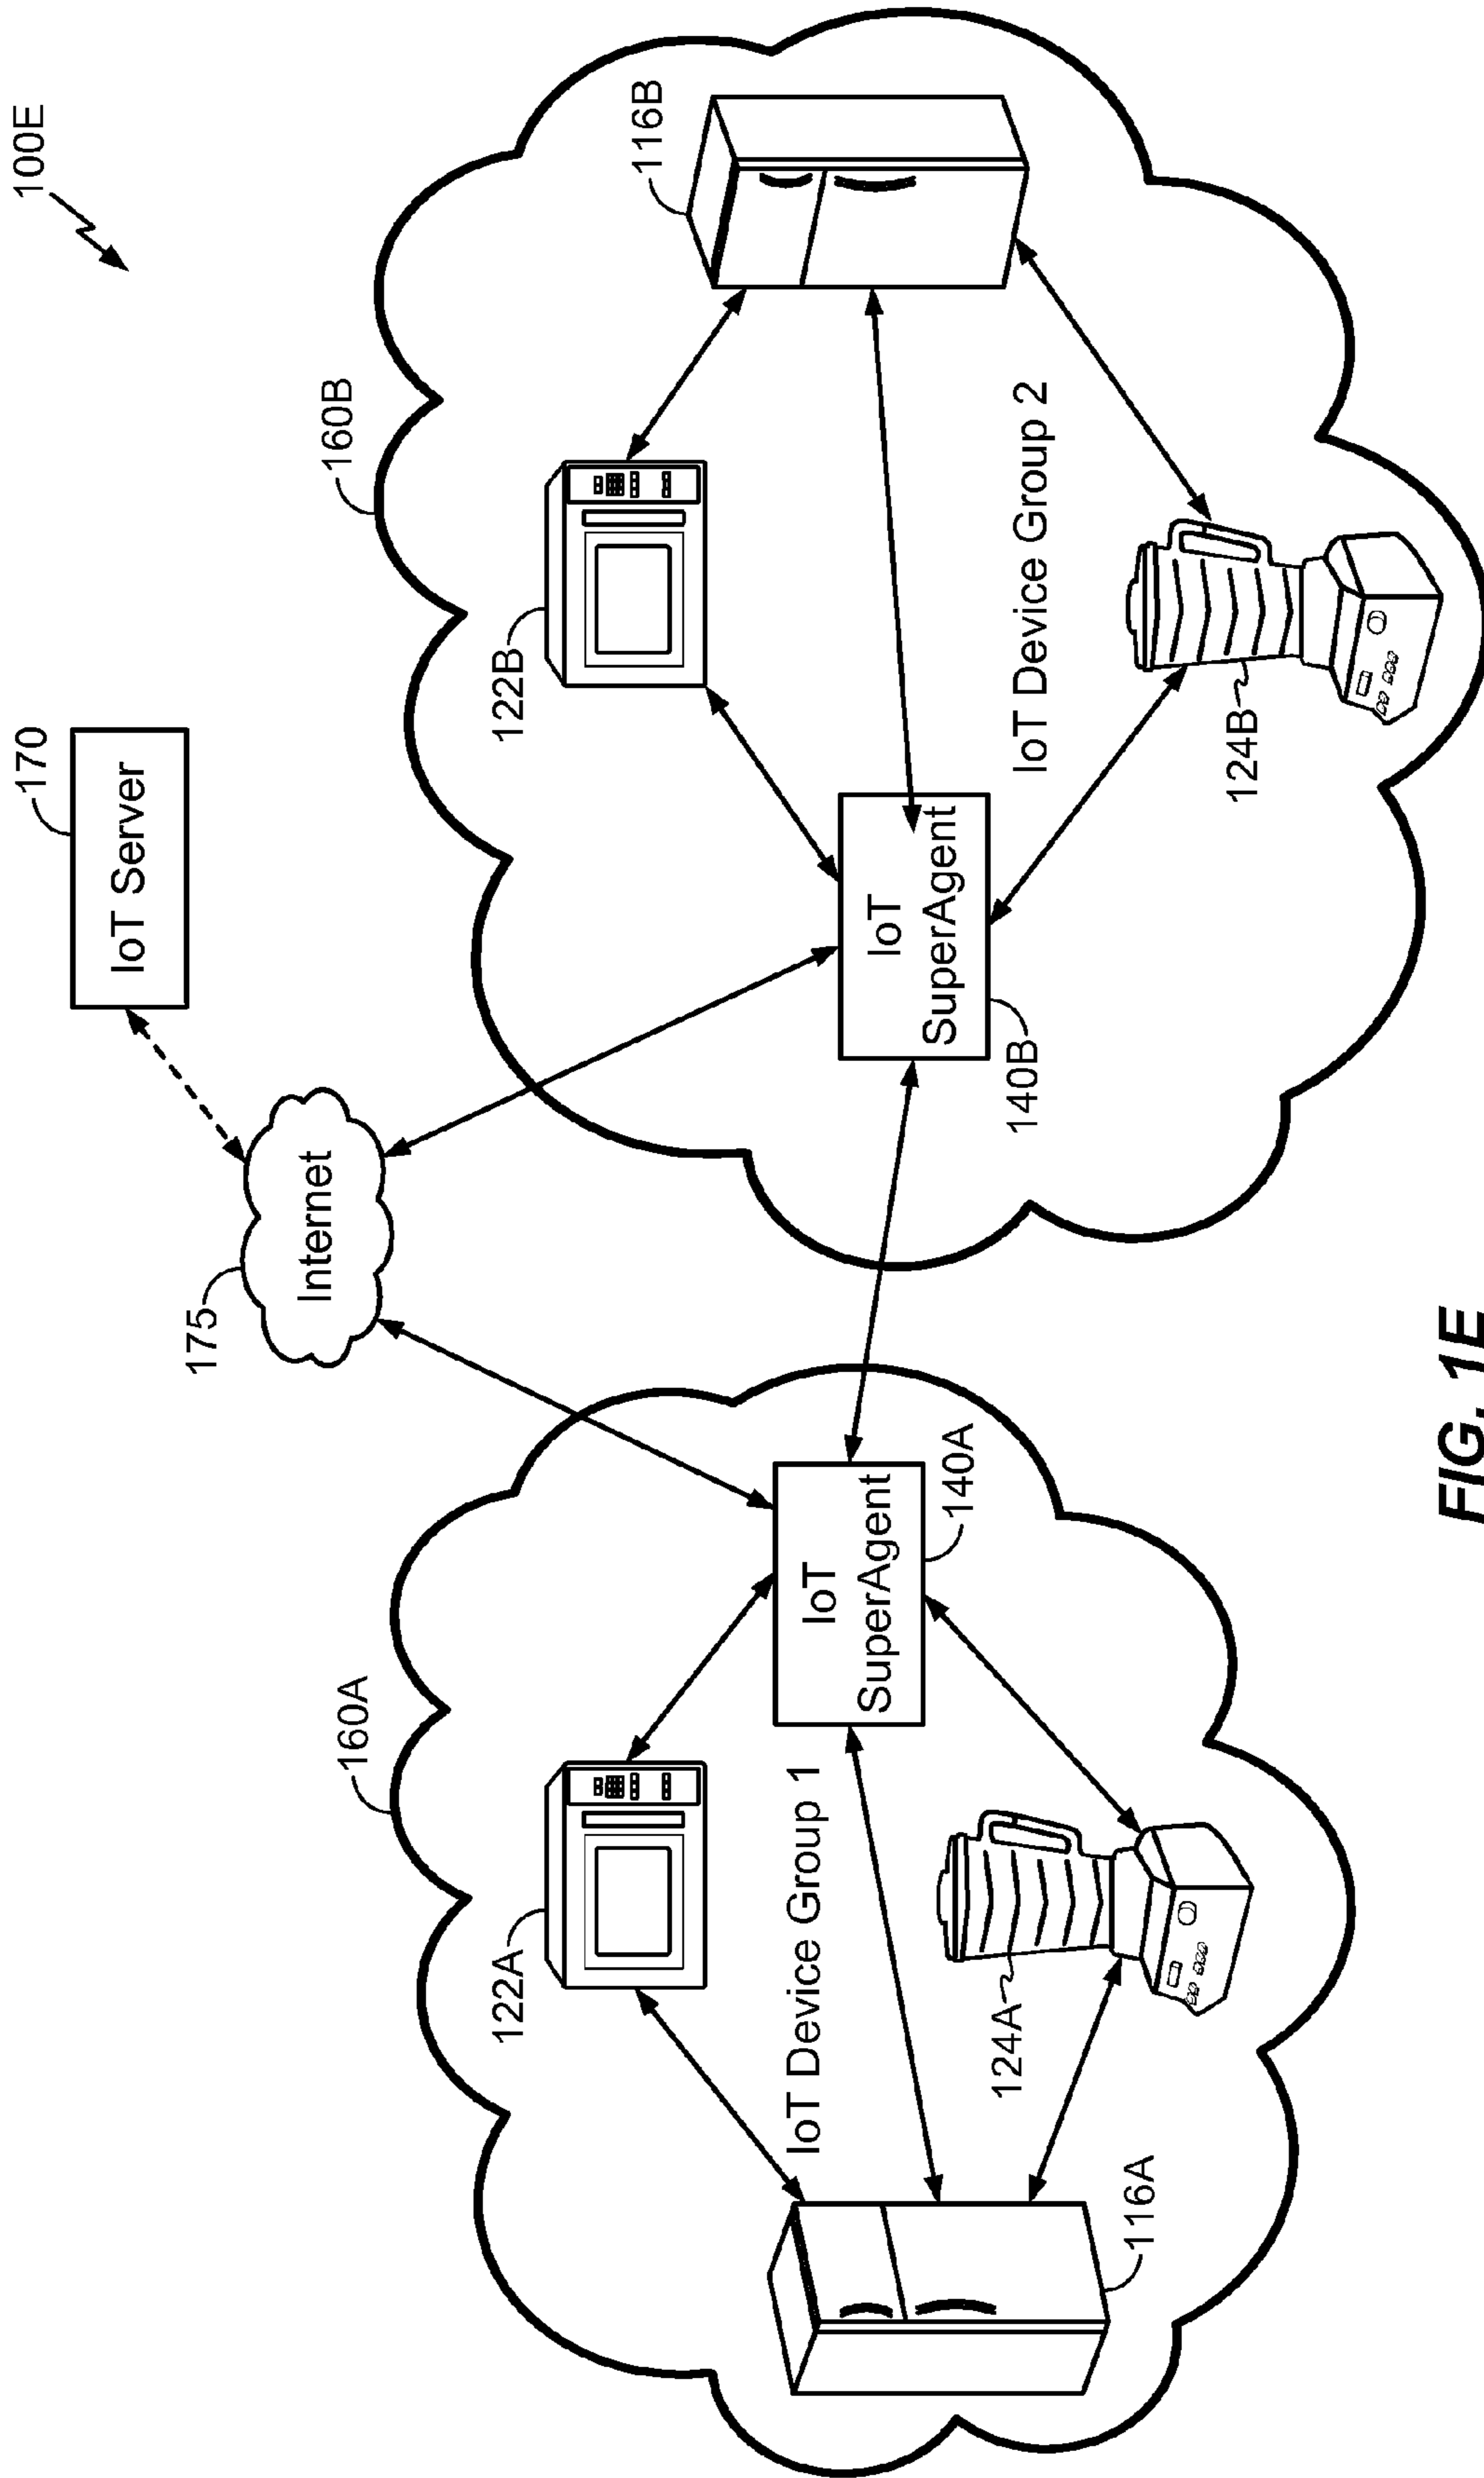 100E
170
IoT Server
175
Internet
160A
160B
122A
122B
116B
IoT Device Group 1
IoT
SuperAgent
140A
IoT
SuperAgent
140B
IoT Device Group 2
124A
116A
124B
FIG. 1E